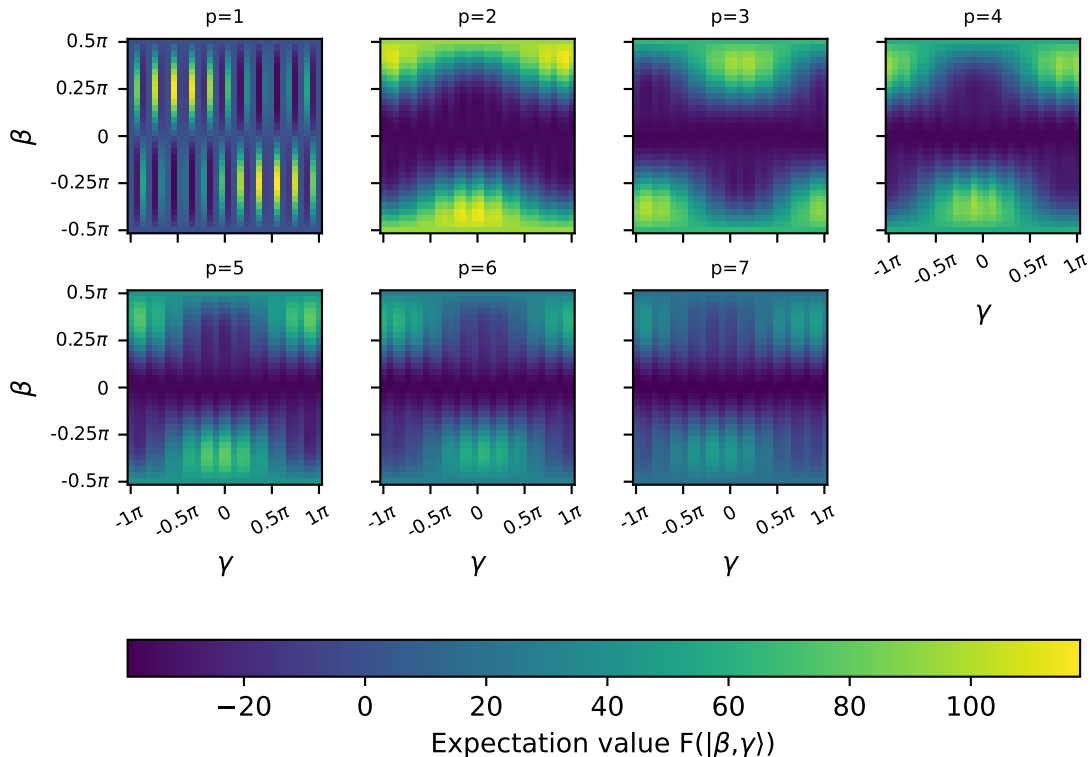 p=1
p=2
p=3
p=4
β
0.5π
0.25π
0
-0.25π
-0.5π
-1π
-0.5π
0
0.5π
1π
γ
p=5
p=6
p=7
β
0.5π
0.25π
0
-0.25π
-0.5π
-1π
-0.5π
0
0.5π
1π
-1π
-0.5π
0
0.5π
1π
-1π
-0.5π
0
0.5π
1π
γ
γ
γ
−20
0
20
40
60
80
100
Expectation value F(|β,γ⟩)